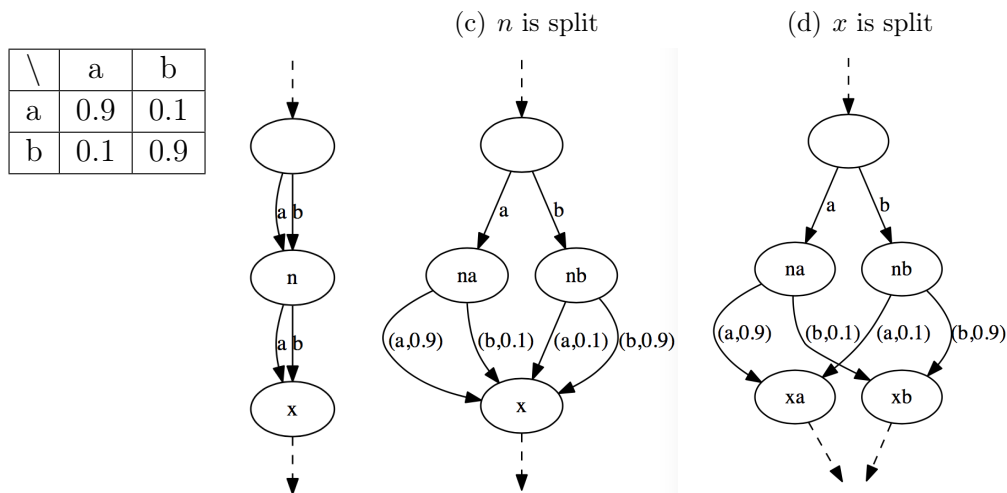 (c) n is split
(d) x is split
\ a b
a 0.9 0.1
b 0.1 0.9
a b
n
a b
x
a b
na nb
(a,0.9) (b,0.1) (a,0.1) (b,0.9)
x
a b
na nb
(a,0.9) (b,0.1) (a,0.1) (b,0.9)
xa xb